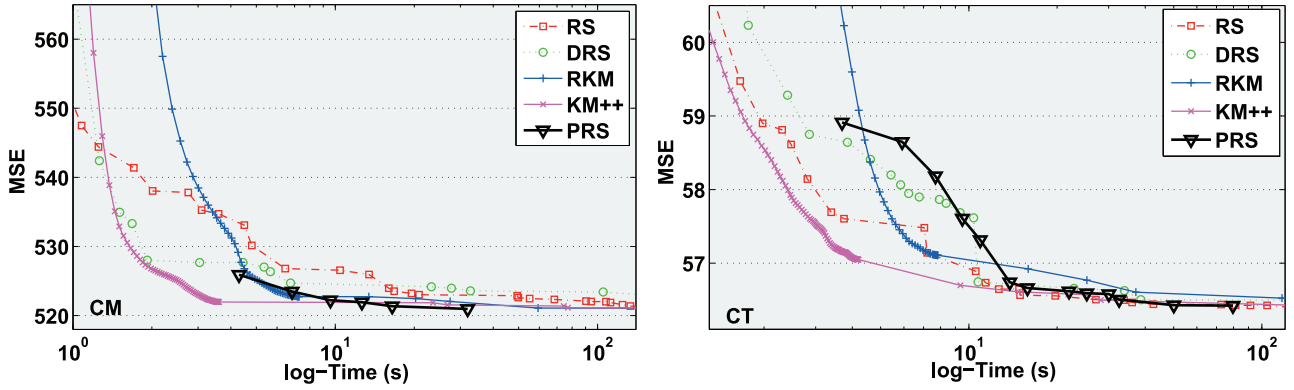 560
550
540
530
520
MSE
CM
RS
DRS
RKM
KM++
PRS
10^0
10^1
10^2
log-Time (s)
60
59
58
57
MSE
CT
RS
DRS
RKM
KM++
PRS
10^1
10^2
log-Time (s)